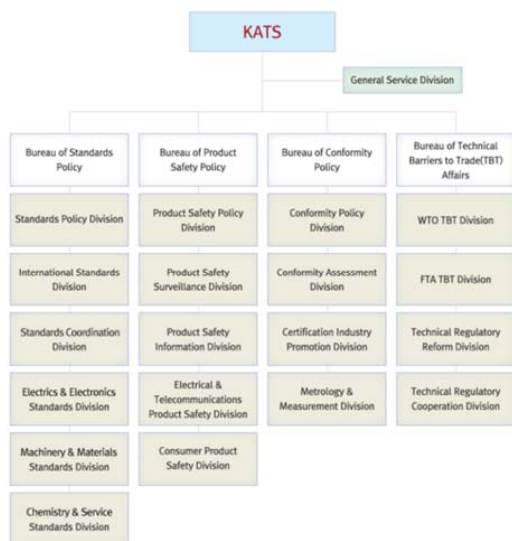 KATS
General Service Division
Bureau of Standards
Policy
Bureau of Product
Safety Policy
Bureau of Conformity
Policy
Bureau of Technical
Barriers to Trade(TBT)
Affairs
Standards Policy Division
International Standards
Division
Standards Coordination
Division
Electrics & Electronics
Standards Division
Machinery & Materials
Standards Division
Chemistry & Service
Standards Division
Product Safety Policy
Division
Product Safety
Surveillance Division
Product Safety
Information Division
Electrical &
Telecommunications
Product Safety Division
Consumer Product
Safety Division
Conformity Policy
Division
Conformity Assessment
Division
Certification Industry
Promotion Division
Metrology &
Measurement Division
WTO TBT Division
FTA TBT Division
Technical Regulatory
Reform Division
Technical Regulatory
Cooperation Division